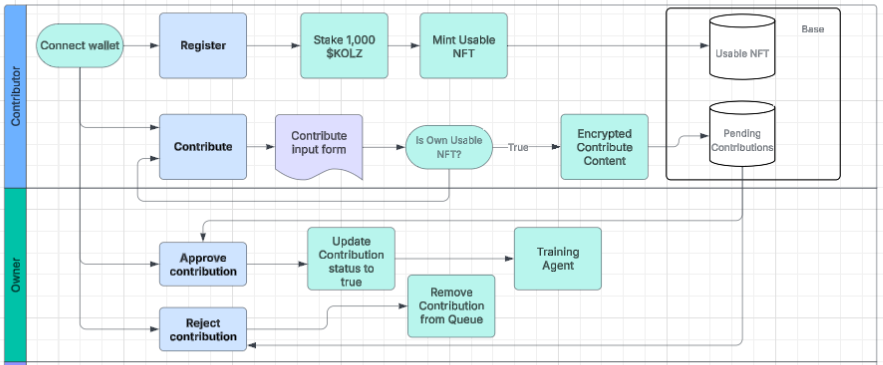 Contributor
Connect wallet
Register
Stake 1,000
$KOLZ
Mint Usable
NFT
Usable NFT
Base
Contribute
Contribute
input form
Is Own Usable
NFT?
True
Encrypted
Contribute
Content
Pending
Contributions
Owner
Approve
contribution
Update
Contribution
status to
true
Training
Agent
Reject
contribution
Remove
Contribution
from Queue